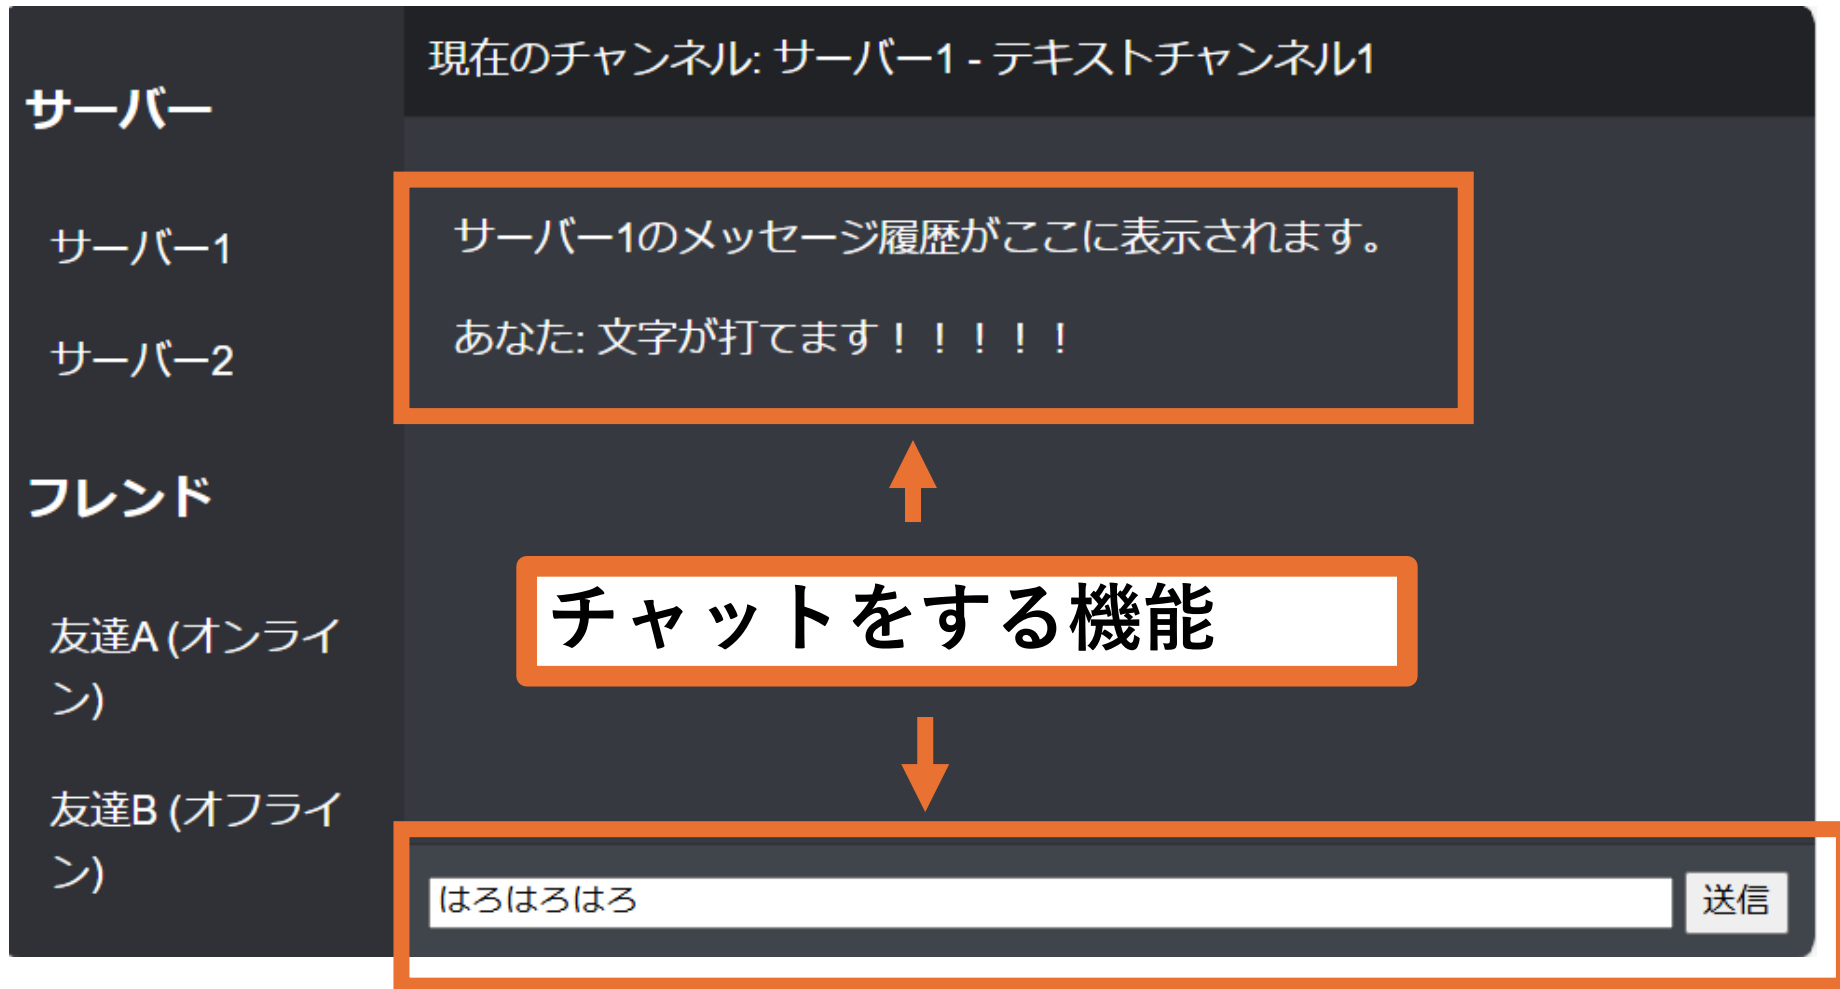 サーバー
サーバー1
サーバー2
フレンド
友達A (オンライ
ン)
友達B (オフライ
ン)
現在のチャンネル: サーバー1 - テキストチャンネル1
サーバー1のメッセージ履歴がここに表示されます。
あなた: 文字が打てます！！！！！
チャットをする機能
はろはろはろ
送信